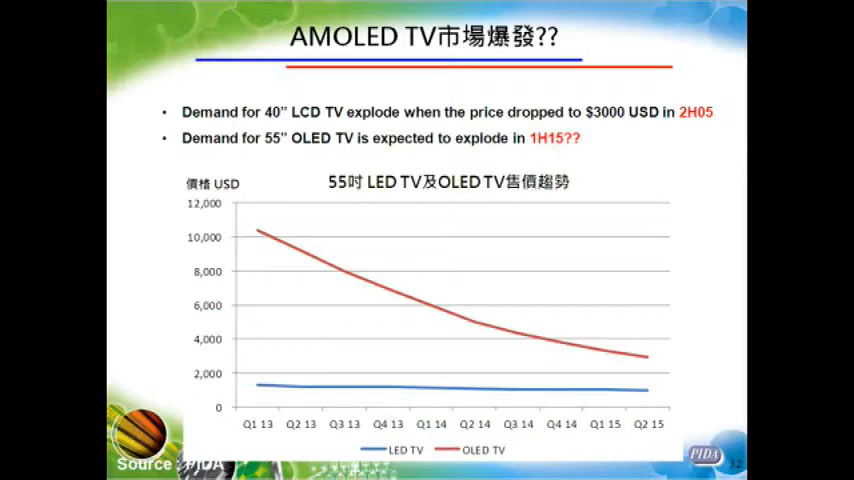 AMOLED TV市場爆發??
• Demand for 40” LCD TV explode when the price dropped to $3000 USD in 2H05
• Demand for 55” OLED TV is expected to explode in 1H15??
價格 USD
55吋 LED TV及OLED TV售價趨勢
12,000
10,000
8,000
6,000
4,000
2,000
0
Q1 13 Q2 13 Q3 13 Q4 13 Q1 14 Q2 14 Q3 14 Q4 14 Q1 15 Q2 15
LED TV OLED TV
Source : PIDA
PIDA
32